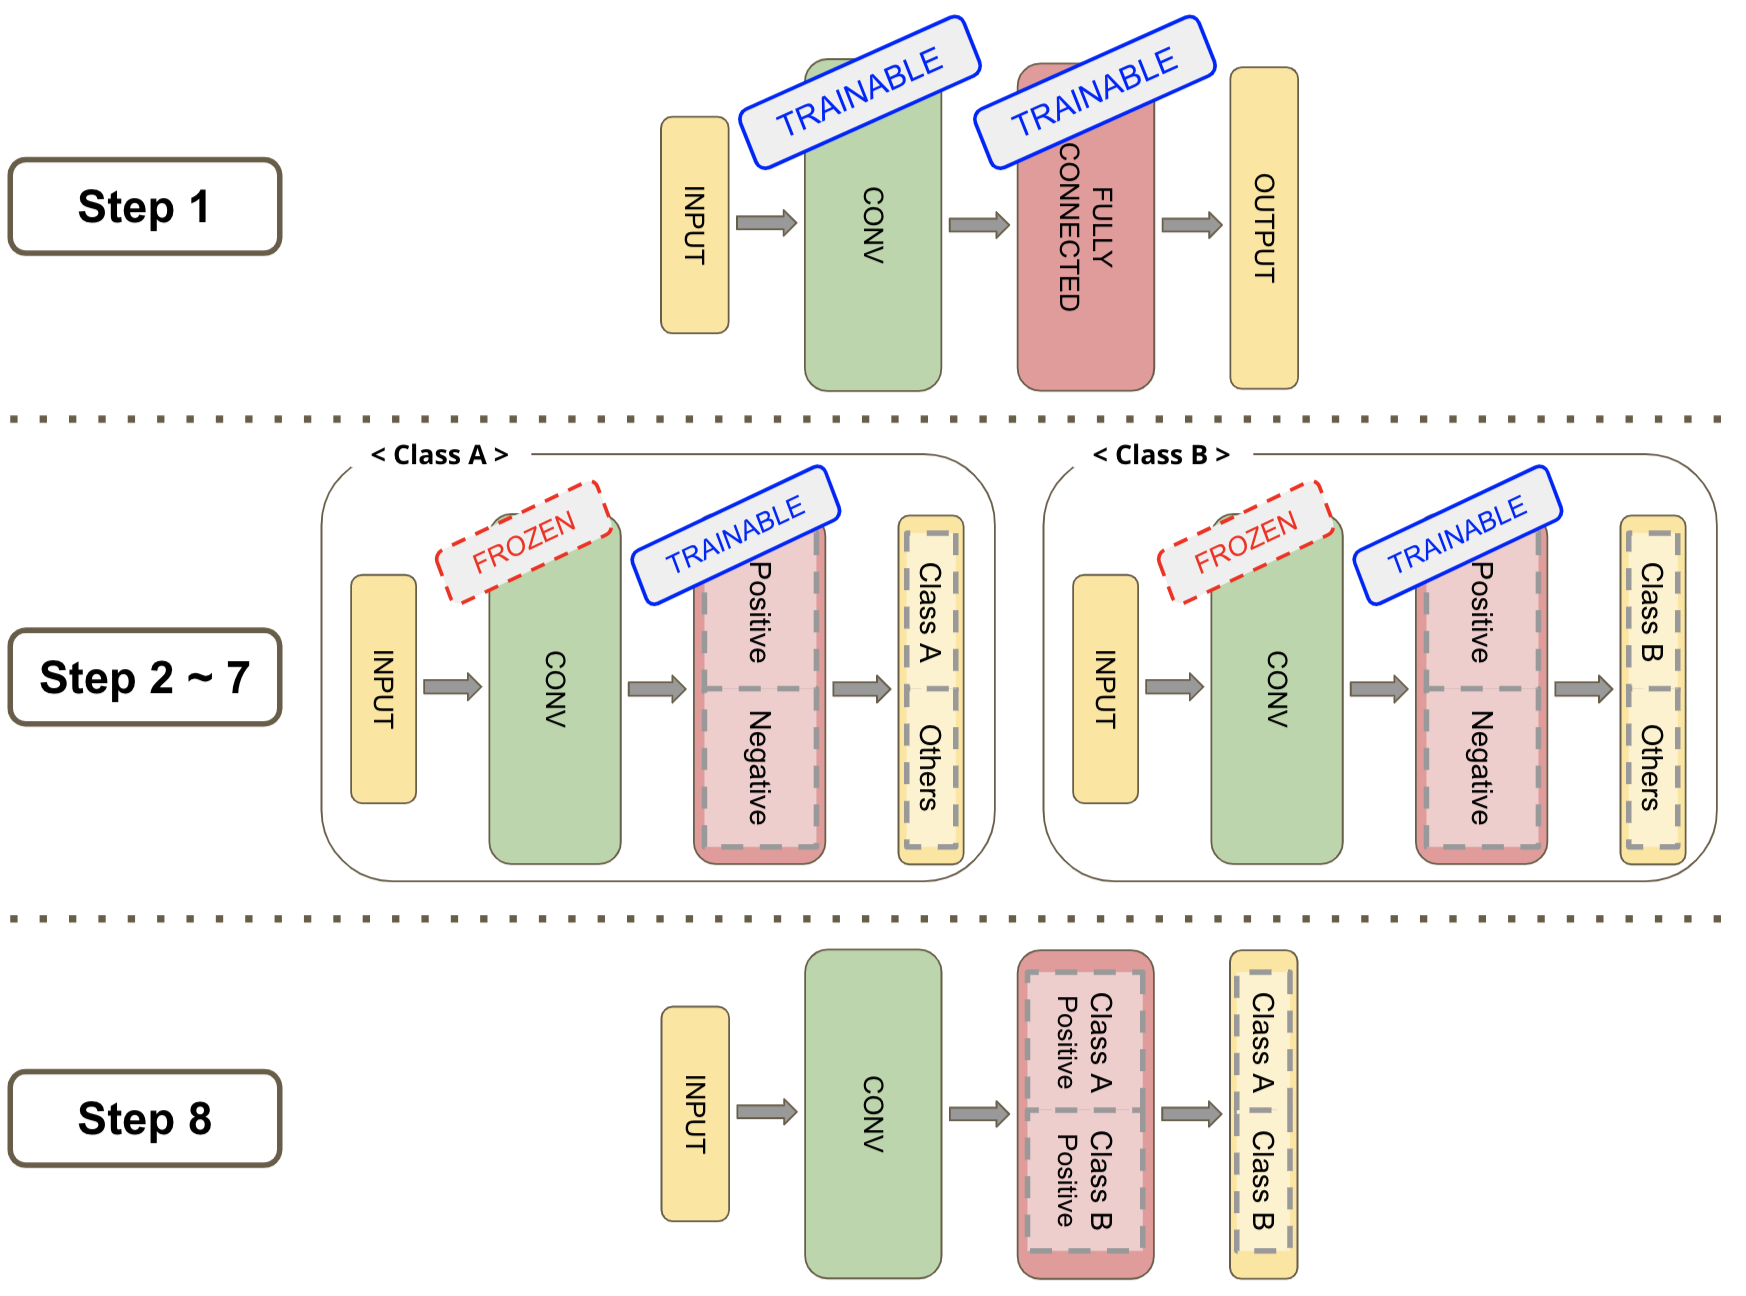 Step 1
INPUT
TRAINABLE
CONV
TRAINABLE
FULLY
CONNECTED
OUTPUT
Step 2 ~ 7
< Class A >
INPUT
FROZEN
CONV
TRAINABLE
Positive
Negative
Class A
Others
< Class B >
INPUT
FROZEN
CONV
TRAINABLE
Positive
Negative
Class B
Others
Step 8
INPUT
CONV
Class A
Positive
Class B
Positive
Class A
Class B